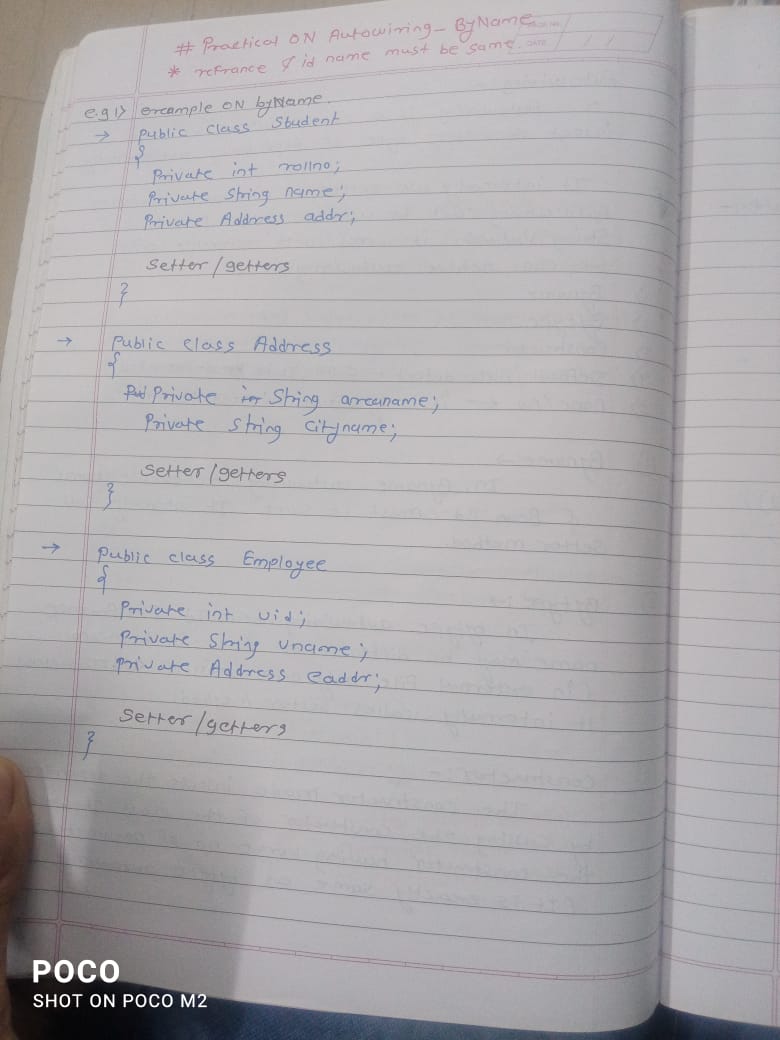 # Practical ON Autowiring - ByName
* refrance & id name must be same.
DATE / /
e.g 1) example ON byName.
→ Public class Student
{
Private int rollno;
Private String name;
Private Address addr;
Setter/getters
}
→ Public class Address
{
Private String areaname;
Private String Cityname;
Setter/getters
}
→ Public class Employee
{
Private int uid;
Private String uname;
Private Address eaddr;
Setter/getters
}
POCO
SHOT ON POCO M2